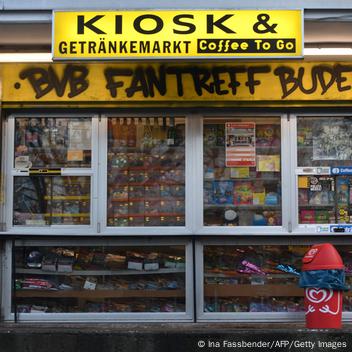 KIOSK &
GETRÄNKEMARKT Coffee To Go
BVB FANTREFF BUDE
© Ina Fassbender/AFP/Getty Images